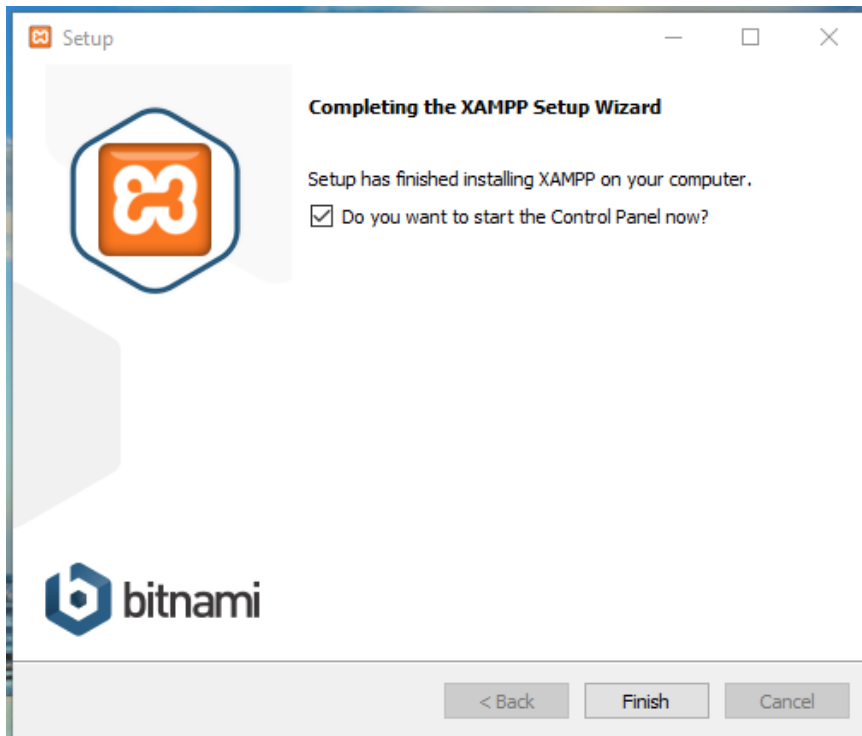 Setup
Completing the XAMPP Setup Wizard
Setup has finished installing XAMPP on your computer.
Do you want to start the Control Panel now?
bitnami
< Back
Finish
Cancel